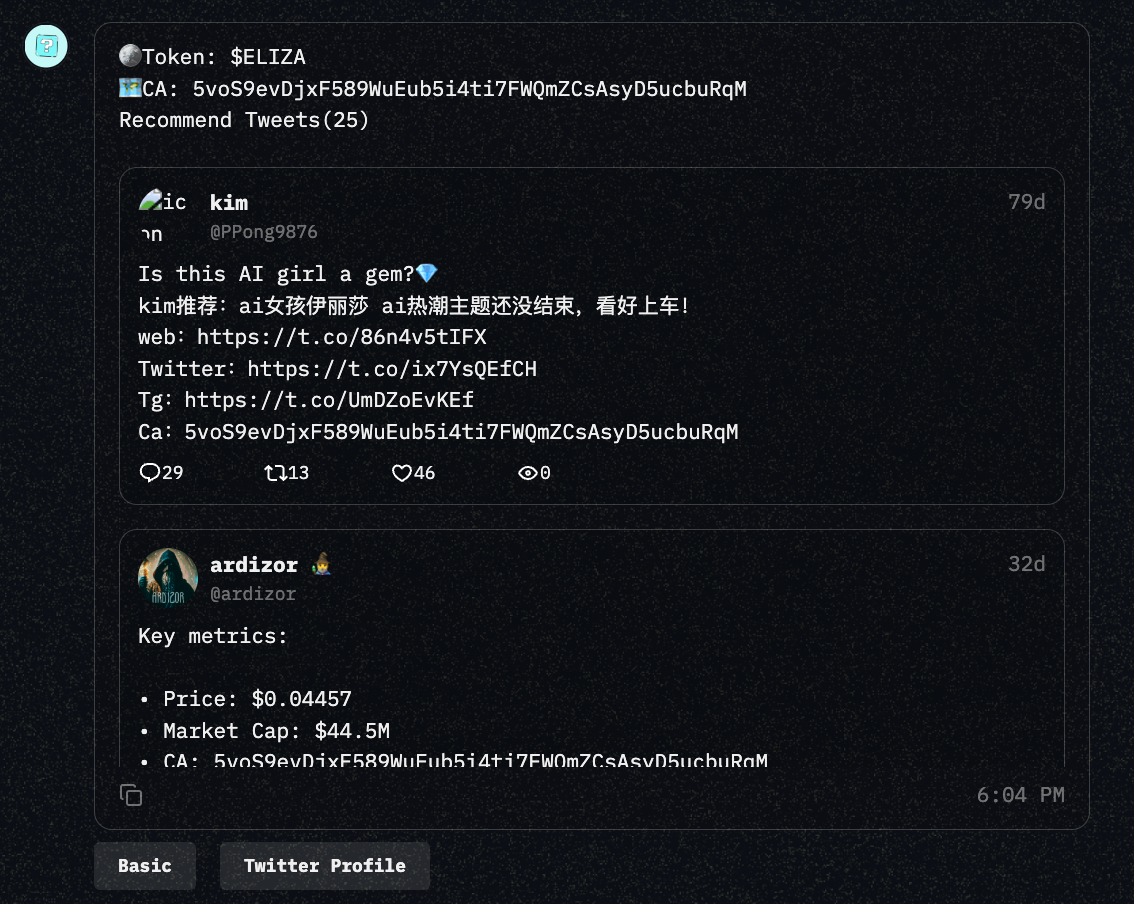 Token: $ELIZA
CA: 5voS9evDjxF589WuEub5i4ti7FWQmZCsAsyD5ucbuRqM
Recommend Tweets(25)
icon
kim
79d
@PPong9876
Is this AI girl a gem?💎
kim推荐：ai女孩伊丽莎 ai热潮主题还没结束，看好上车！
web：https://t.co/86n4v5tIFX
Twitter：https://t.co/ix7YsQEfCH
Tg：https://t.co/UmDZoEvKEf
Ca：5voS9evDjxF589WuEub5i4ti7FWQmZCsAsyD5ucbuRqM
29 13 46 0
ardizor
32d
@ardizor
ARDIZOR
Key metrics:
• Price: $0.04457
• Market Cap: $44.5M
• CA: 5voS9evDjxF589WuEub5i4ti7FWQmZCsAsyD5ucbuRqM
6:04 PM
Basic
Twitter Profile